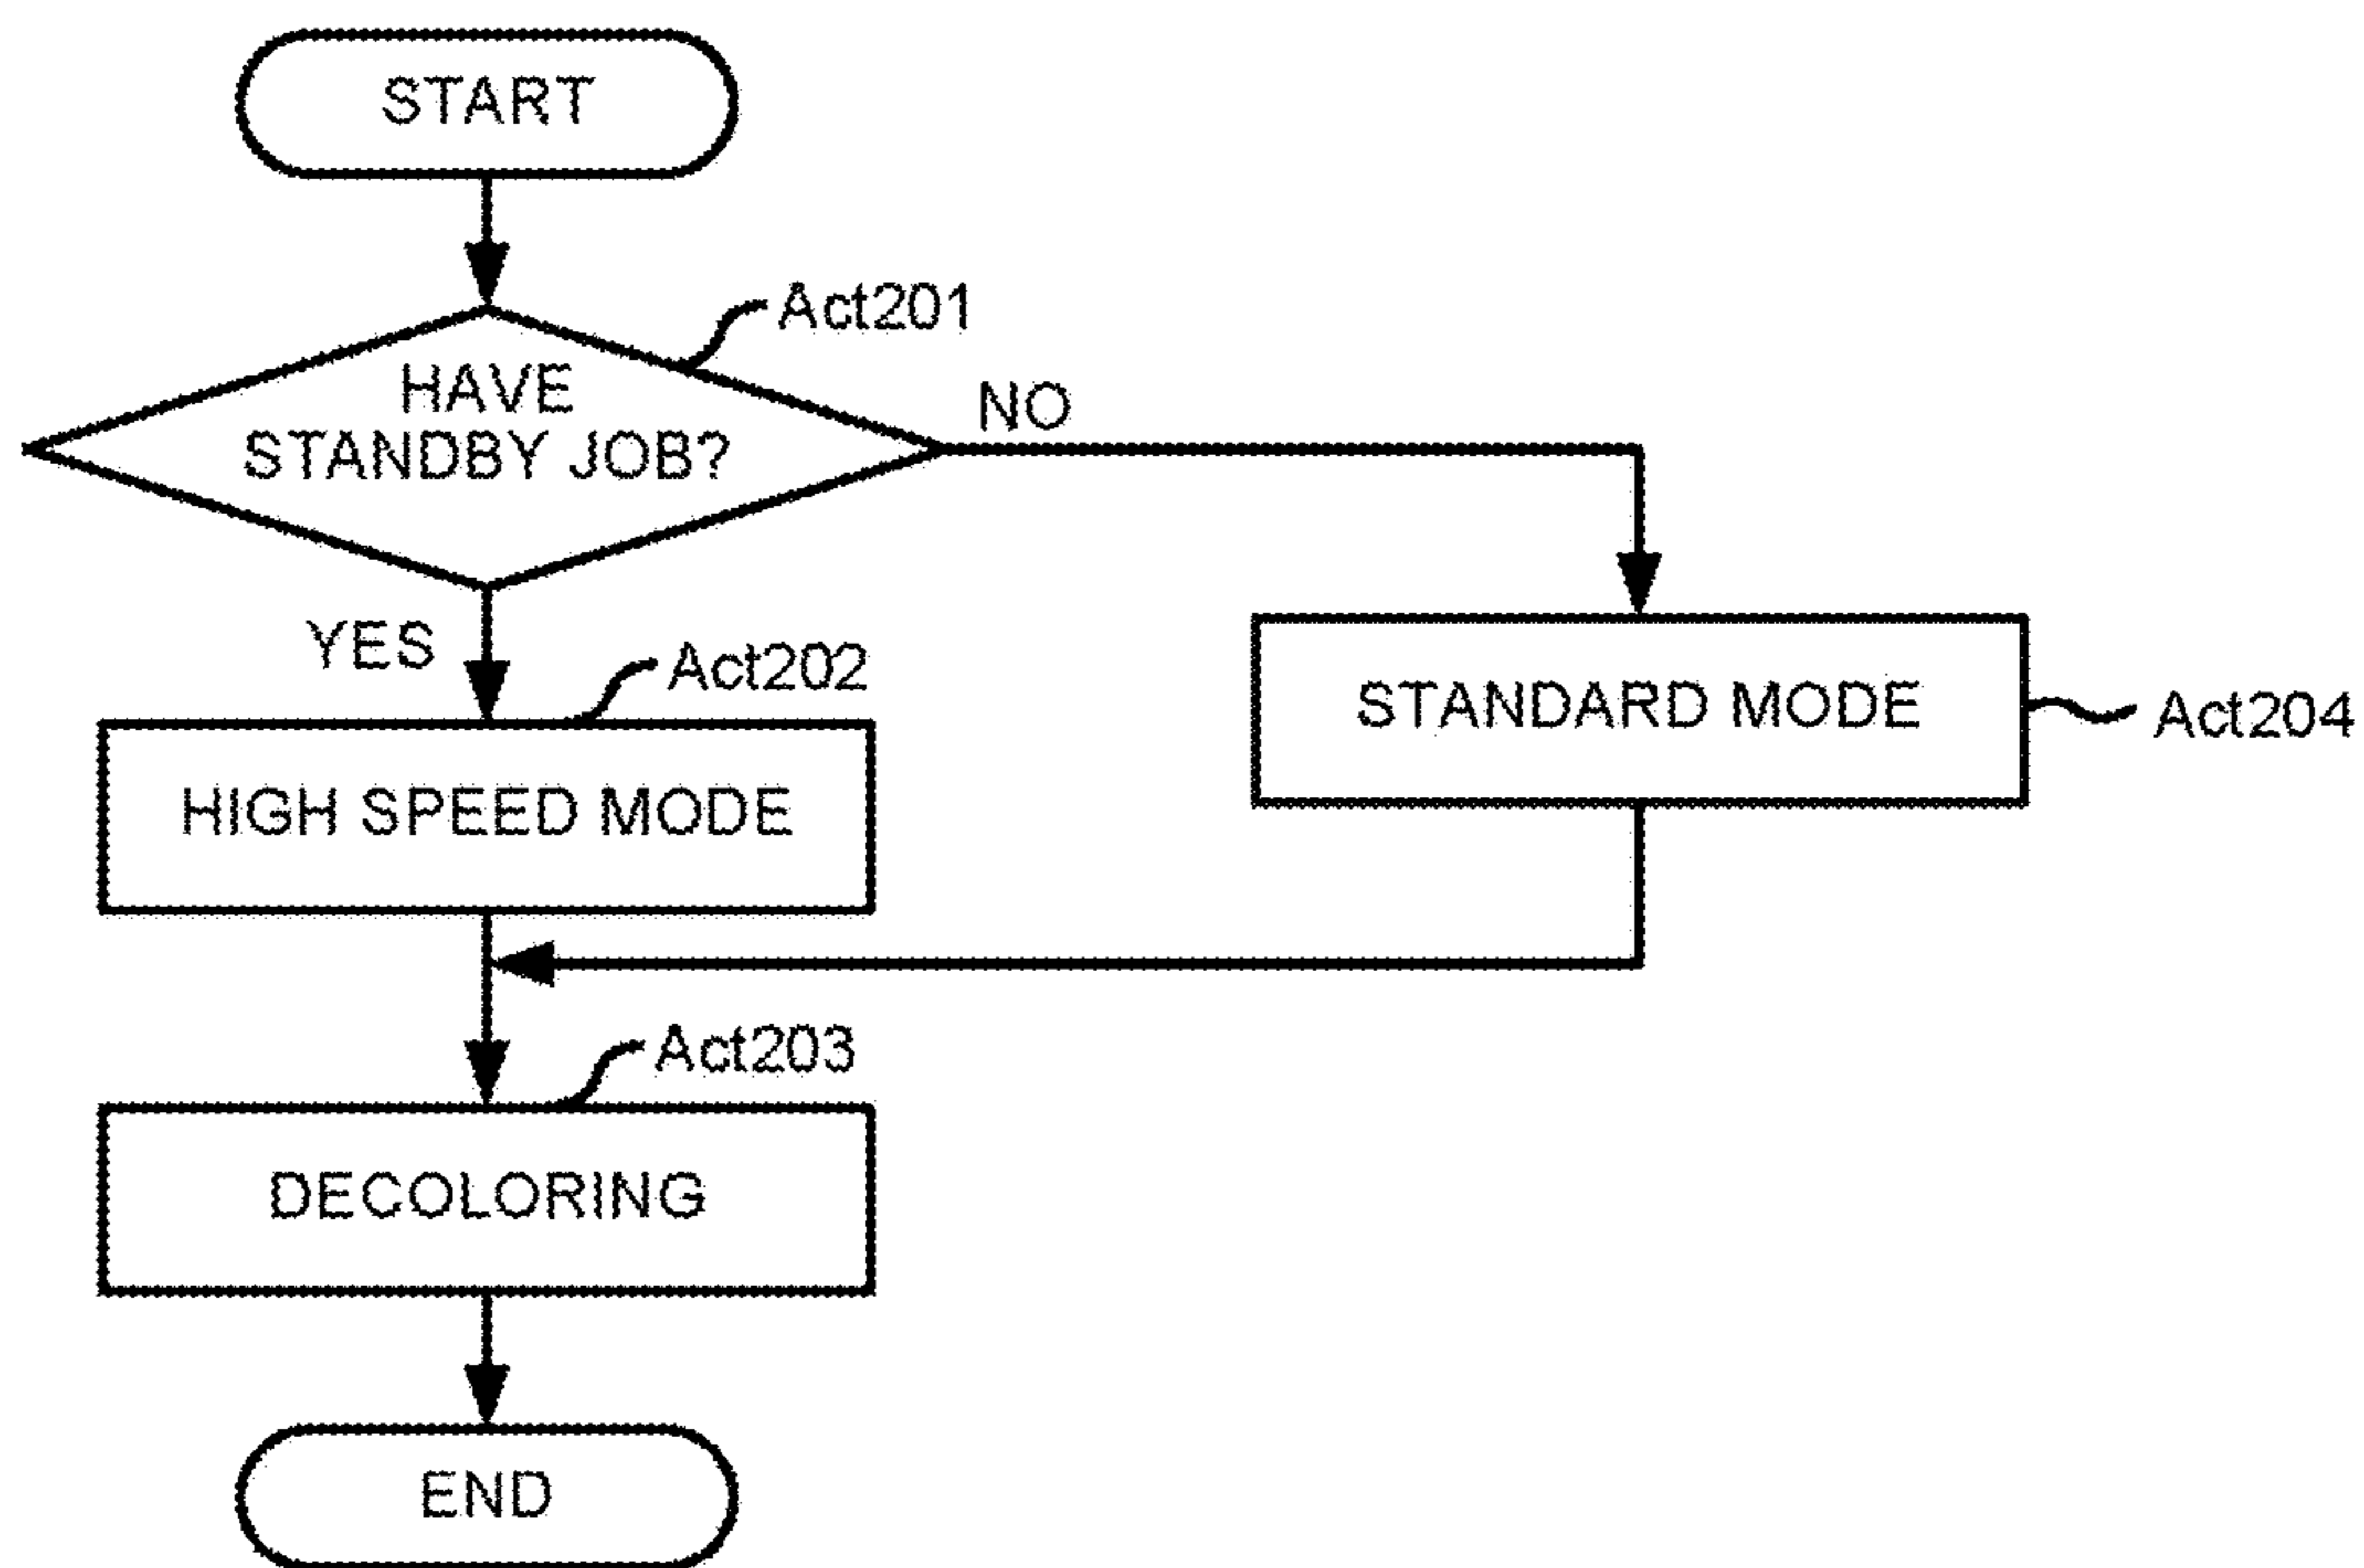 START
Act201
HAVE
STANDBY JOB?
NO
YES
Act202
HIGH SPEED MODE
STANDARD MODE
Act204
Act203
DECOLORING
END